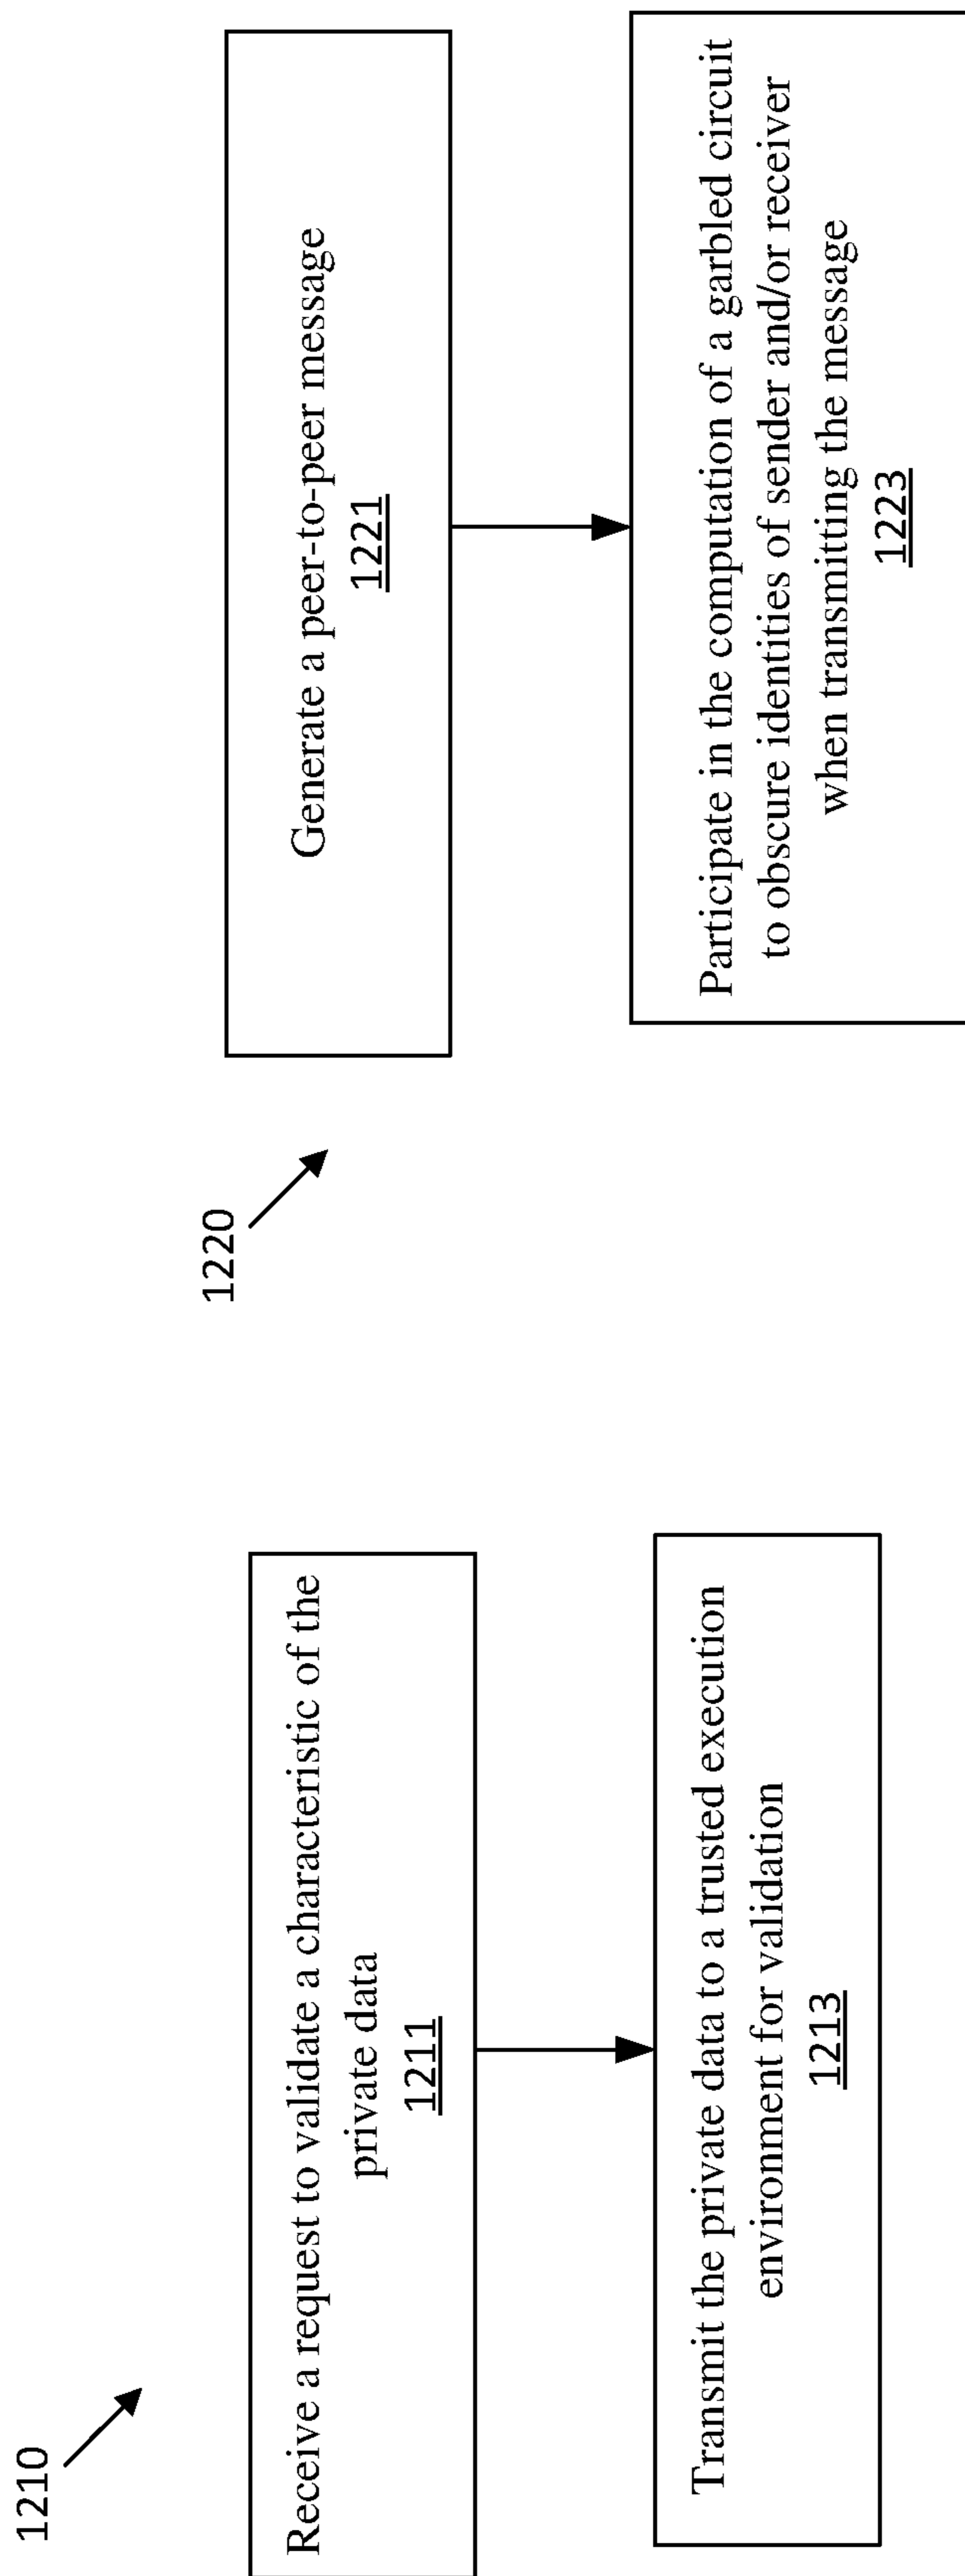 1210
Receive a request to validate a characteristic of the
private data
1211
Transmit the private data to a trusted execution
environment for validation
1213
1220
Generate a peer-to-peer message
1221
Participate in the computation of a garbled circuit
to obscure identities of sender and/or receiver
when transmitting the message
1223